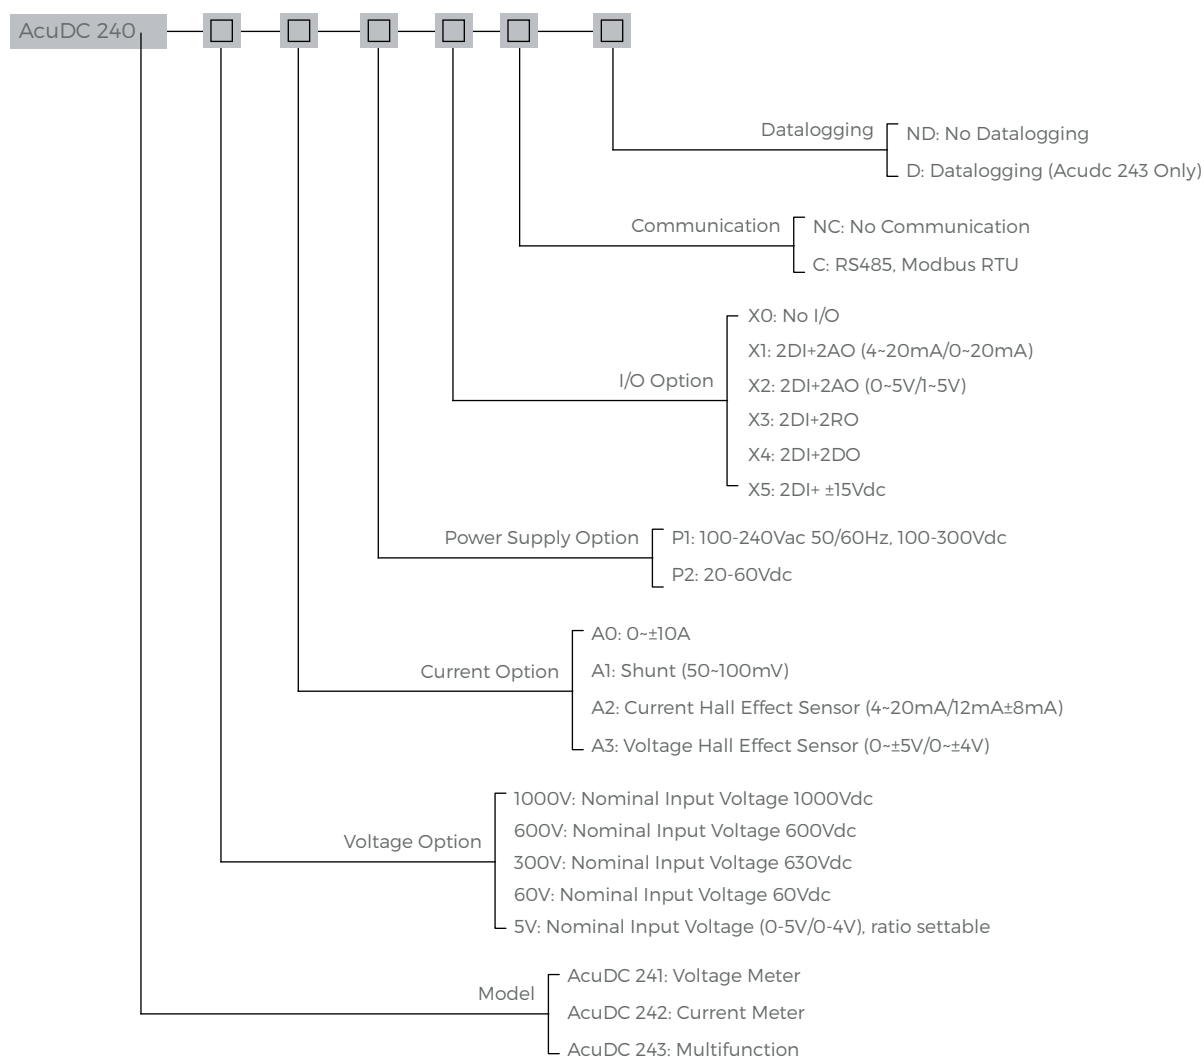 AcuDC 240
Datalogging
ND: No Datalogging
D: Datalogging (Acudc 243 Only)
Communication
NC: No Communication
C: RS485, Modbus RTU
I/O Option
X0: No I/O
X1: 2DI+2AO (4~20mA/0~20mA)
X2: 2DI+2AO (0~5V/1~5V)
X3: 2DI+2RO
X4: 2DI+2DO
X5: 2DI+ ±15Vdc
Power Supply Option
P1: 100-240Vac 50/60Hz, 100-300Vdc
P2: 20-60Vdc
Current Option
A0: 0~±10A
A1: Shunt (50~100mV)
A2: Current Hall Effect Sensor (4~20mA/12mA±8mA)
A3: Voltage Hall Effect Sensor (0~±5V/0~±4V)
Voltage Option
1000V: Nominal Input Voltage 1000Vdc
600V: Nominal Input Voltage 600Vdc
300V: Nominal Input Voltage 630Vdc
60V: Nominal Input Voltage 60Vdc
5V: Nominal Input Voltage (0-5V/0-4V), ratio settable
Model
AcuDC 241: Voltage Meter
AcuDC 242: Current Meter
AcuDC 243: Multifunction